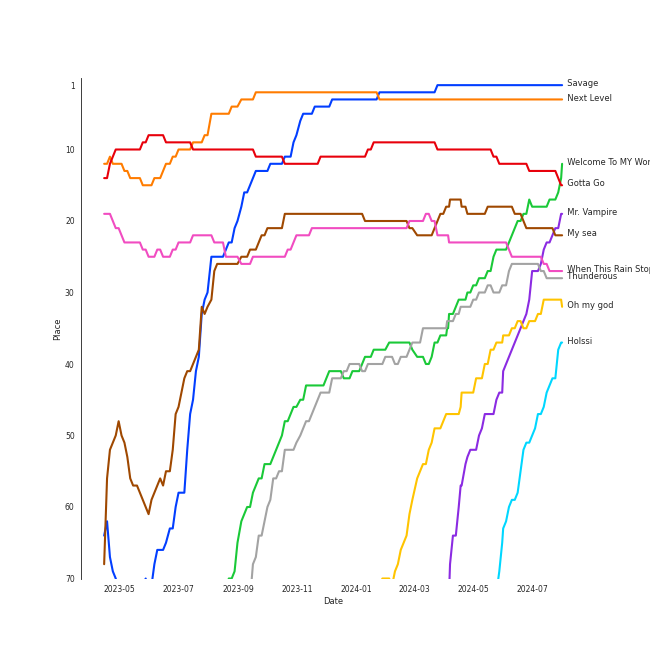 1
10
20
30
40
50
60
70
Place
2023-05
2023-07
2023-09
2023-11
2024-01
2024-03
2024-05
2024-07
Date
Savage
Next Level
Welcome To MY Wor
Gotta Go
Mr. Vampire
My sea
When This Rain Stop
Thunderous
Oh my god
Holssi